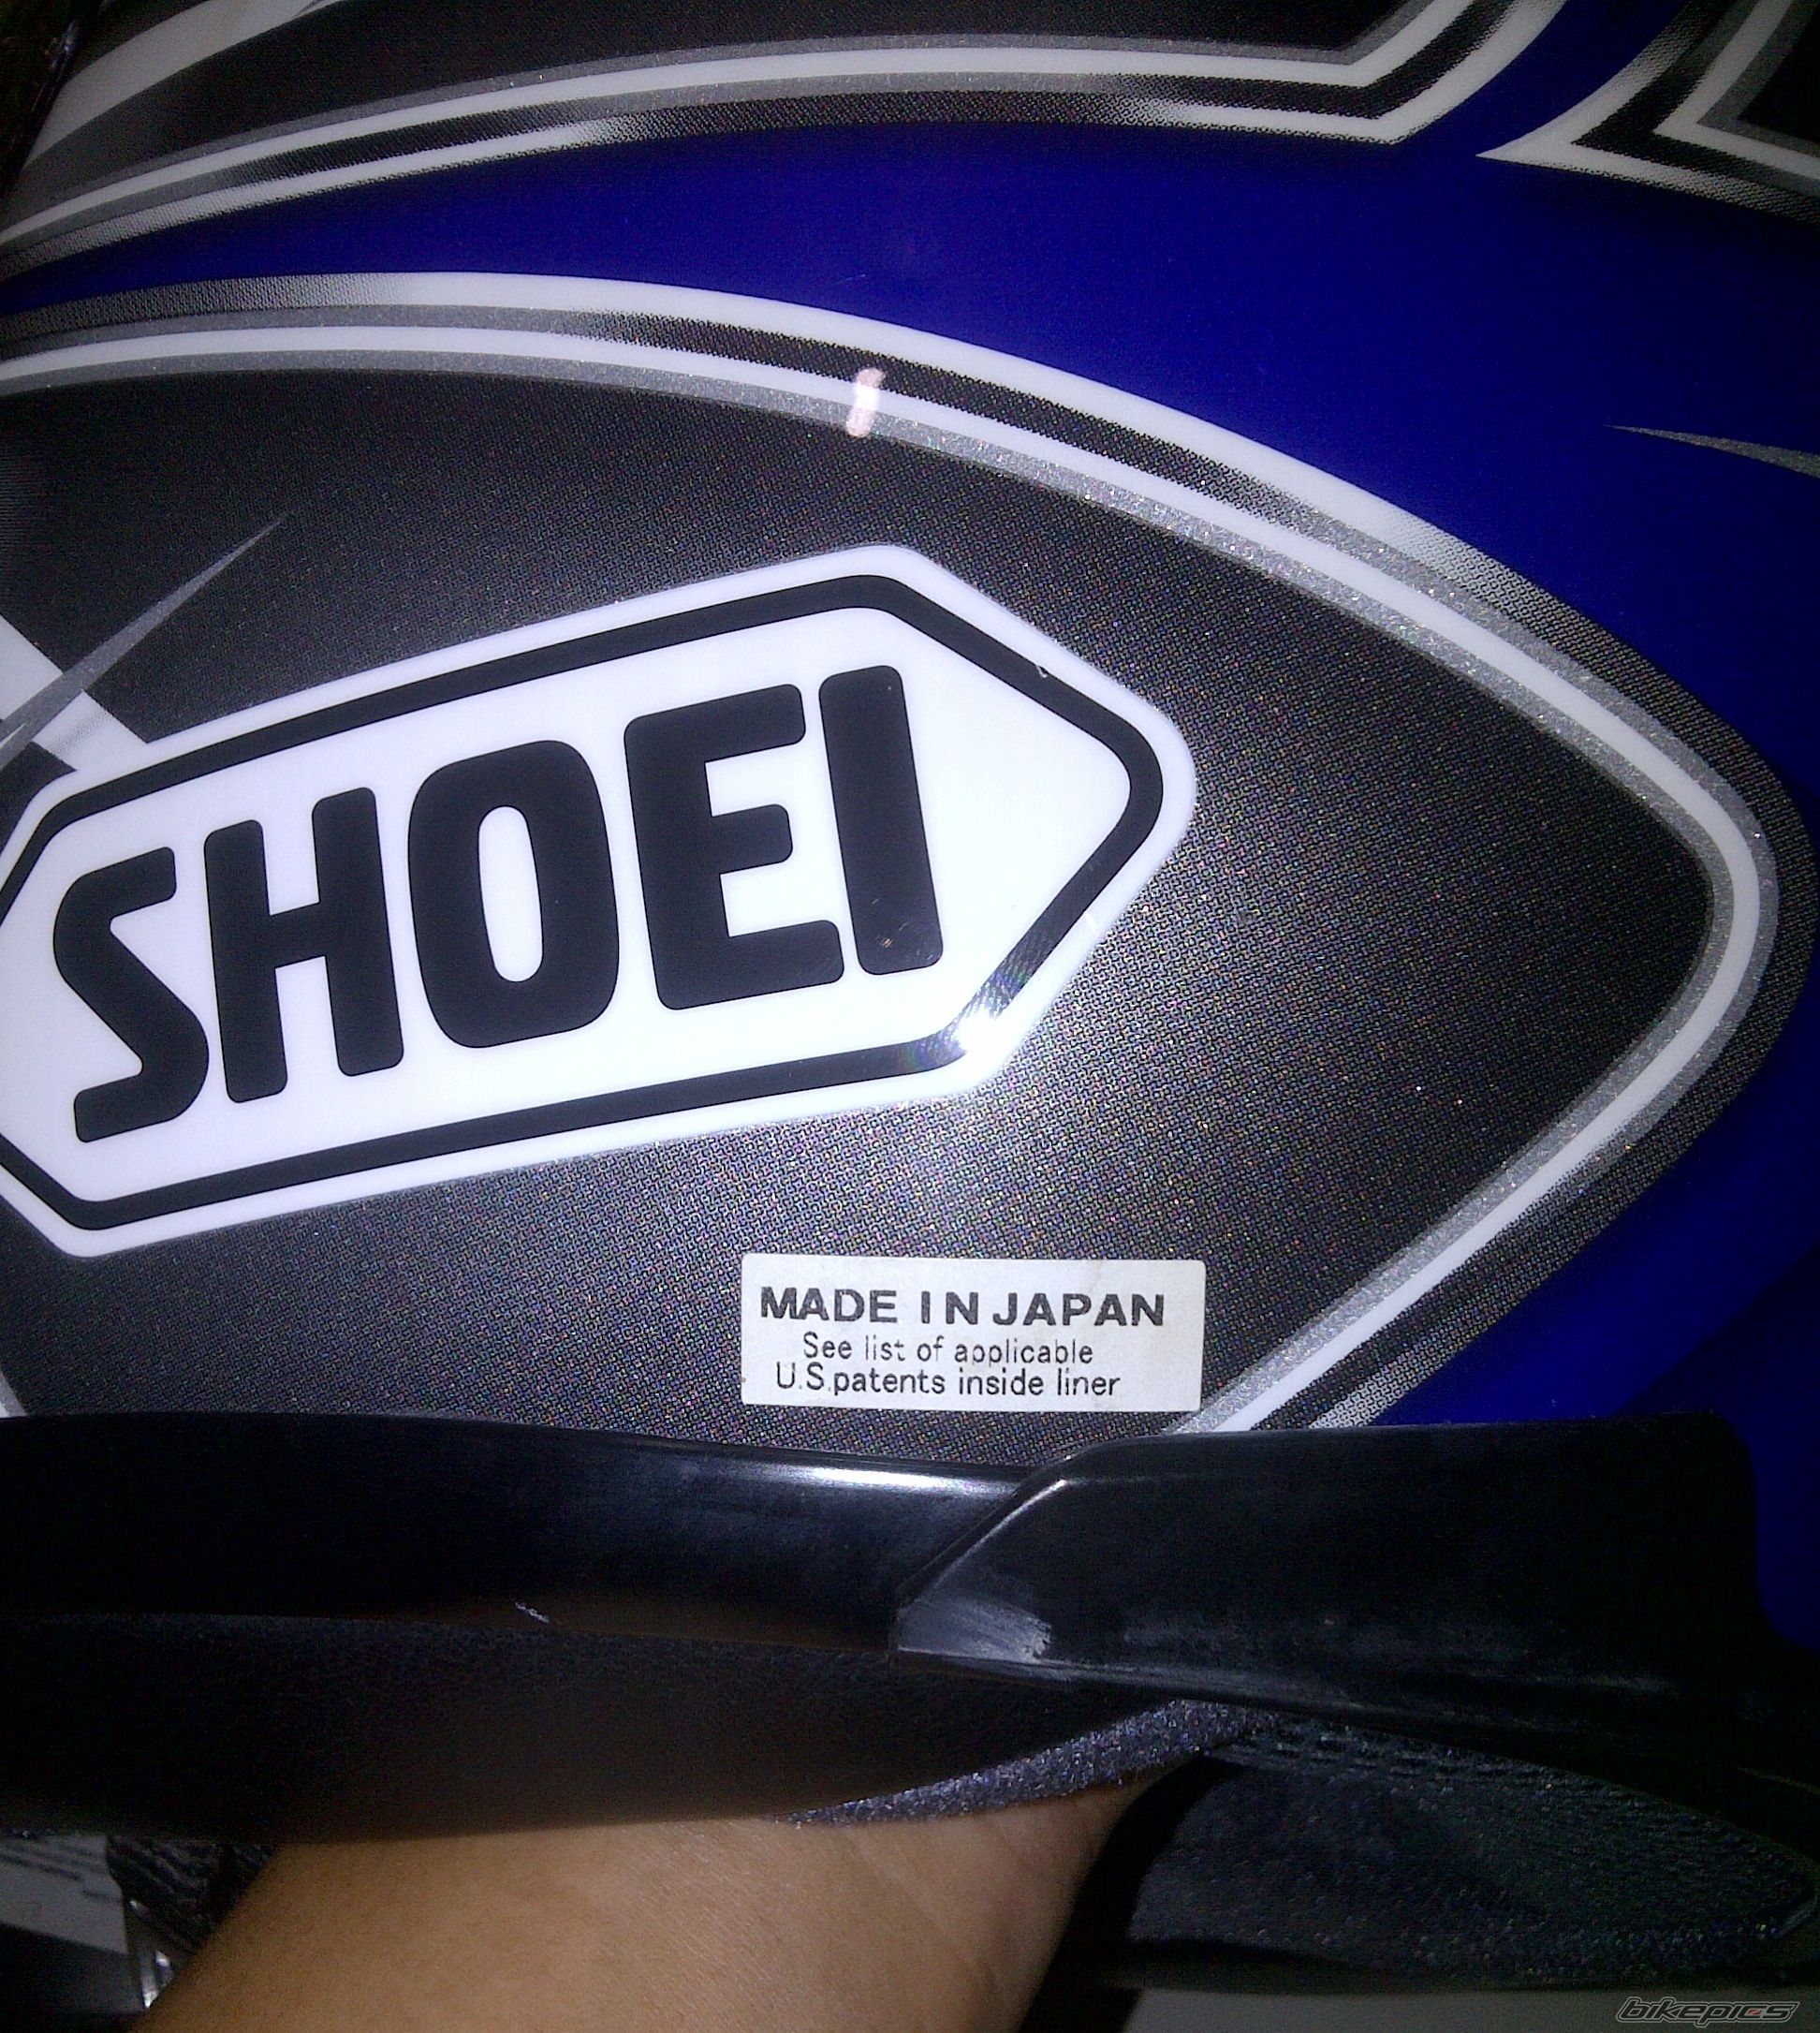 SHOEI
MADE IN JAPAN
See list of applicable
U.S.patents inside liner
bikepics